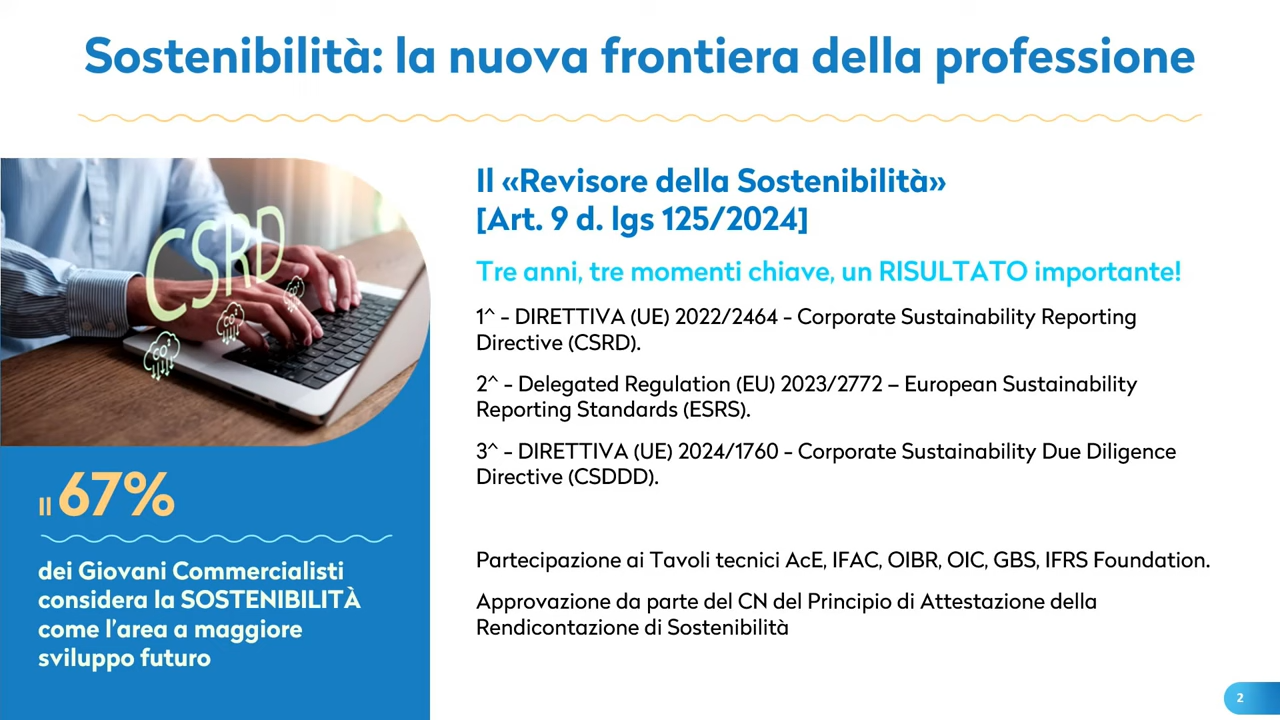 Sostenibilità: la nuova frontiera della professione
CSRD
CO²
CO²
Il 67%
dei Giovani Commercialisti
considera la SOSTENIBILITÀ
come l'area a maggiore
sviluppo futuro
Il «Revisore della Sostenibilità»
[Art. 9 d. lgs 125/2024]
Tre anni, tre momenti chiave, un RISULTATO importante!
1^ - DIRETTIVA (UE) 2022/2464 - Corporate Sustainability Reporting
Directive (CSRD).
2^ - Delegated Regulation (EU) 2023/2772 – European Sustainability
Reporting Standards (ESRS).
3^ - DIRETTIVA (UE) 2024/1760 - Corporate Sustainability Due Diligence
Directive (CSDDD).
Partecipazione ai Tavoli tecnici AcE, IFAC, OIBR, OIC, GBS, IFRS Foundation.
Approvazione da parte del CN del Principio di Attestazione della
Rendicontazione di Sostenibilità
2